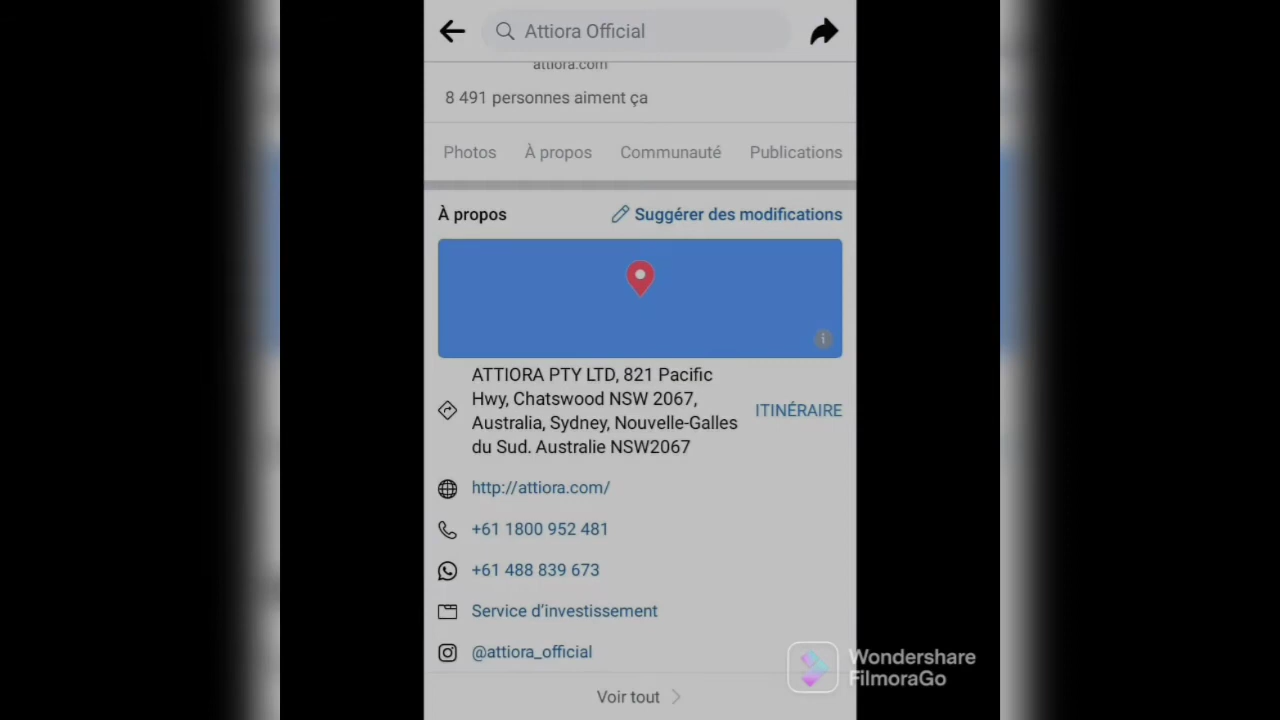 Attiora Official
attiora.com
8 491 personnes aiment ça
Photos À propos Communauté Publications
À propos
Suggérer des modifications
ATTIORA PTY LTD, 821 Pacific
Hwy, Chatswood NSW 2067,
Australia, Sydney, Nouvelle-Galles
du Sud. Australie NSW2067
ITINÉRAIRE
http://attiora.com/
+61 1800 952 481
+61 488 839 673
Service d'investissement
@attiora_official
Voir tout
Wondershare
FilmoraGo